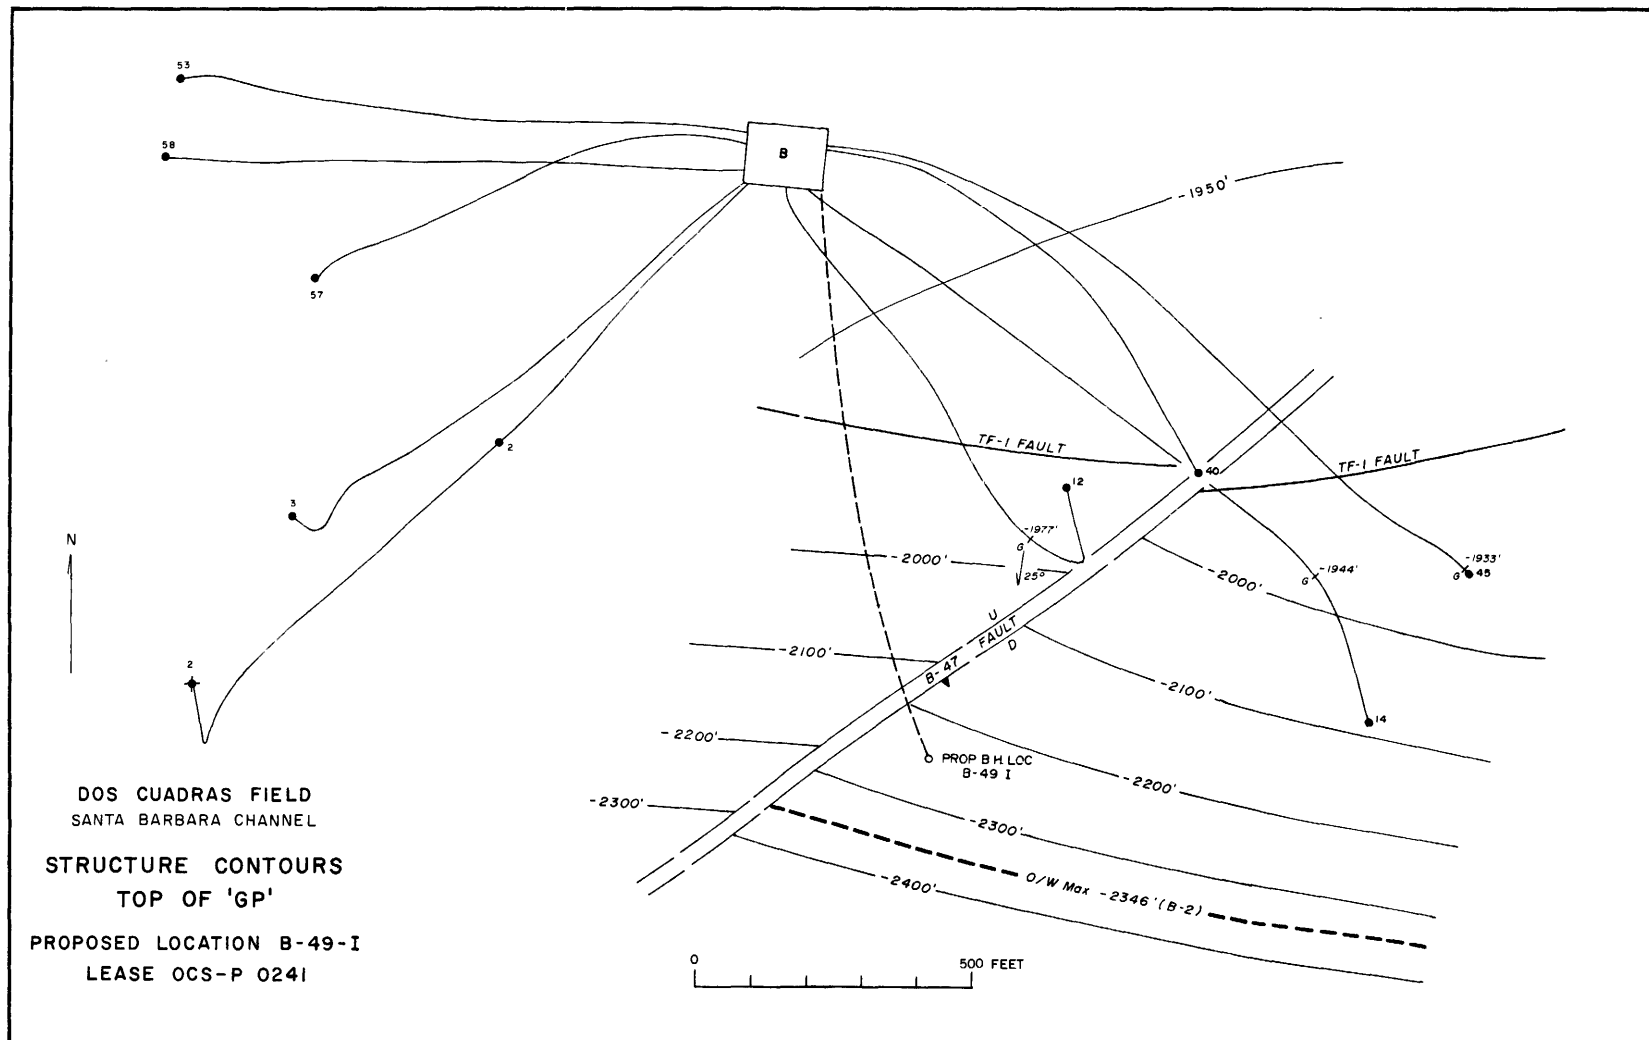 53
58
B
-1950'
57
TF-1 FAULT
TF-1 FAULT
40
2
12
3
-1977'
G
-2000'
25°
-1933'
G
45
-1944'
G
-2000'
N
U
FAULT
D
B-47
-2100'
2
-2100'
14
-2200'
PROP B.H. LOC
B-49 I
-2200'
-2300'
-2300'
O/W Max -2346' (B-2)
-2400'
DOS CUADRAS FIELD
SANTA BARBARA CHANNEL
STRUCTURE CONTOURS
TOP OF 'GP'
PROPOSED LOCATION B-49-I
LEASE OCS-P 0241
0
500 FEET